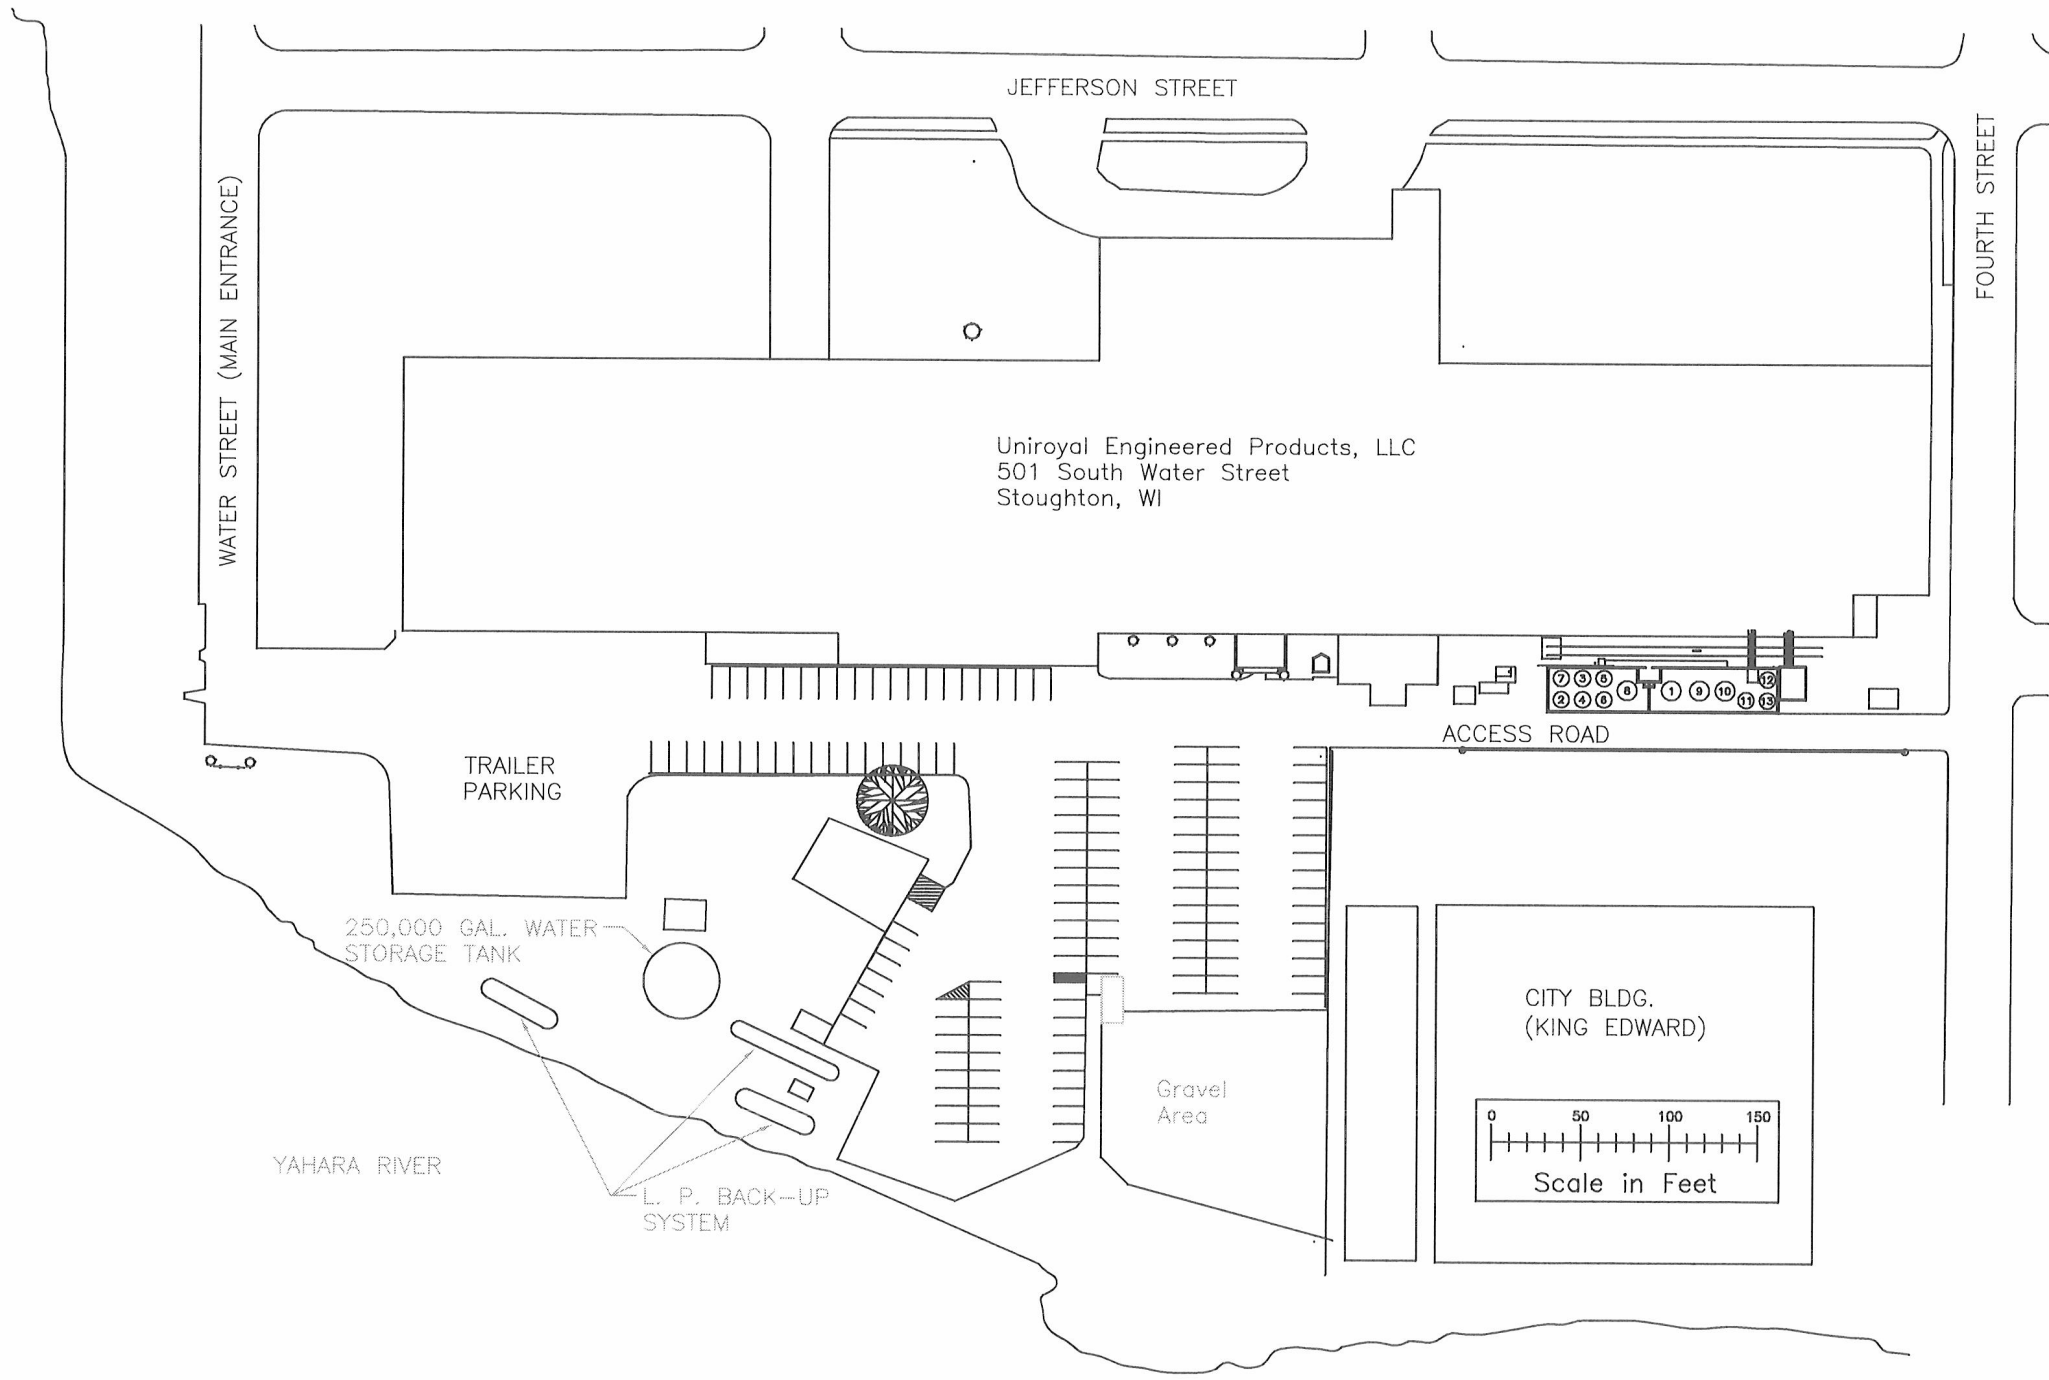 JEFFERSON STREET
FOURTH STREET
WATER STREET (MAIN ENTRANCE)
Uniroyal Engineered Products, LLC
501 South Water Street
Stoughton, WI
7 3 5 8 1 9 10 12
2 4 6 11 13
ACCESS ROAD
TRAILER
PARKING
250,000 GAL. WATER
STORAGE TANK
CITY BLDG.
(KING EDWARD)
Gravel
Area
0 50 100 150
Scale in Feet
YAHARA RIVER
L. P. BACK-UP
SYSTEM